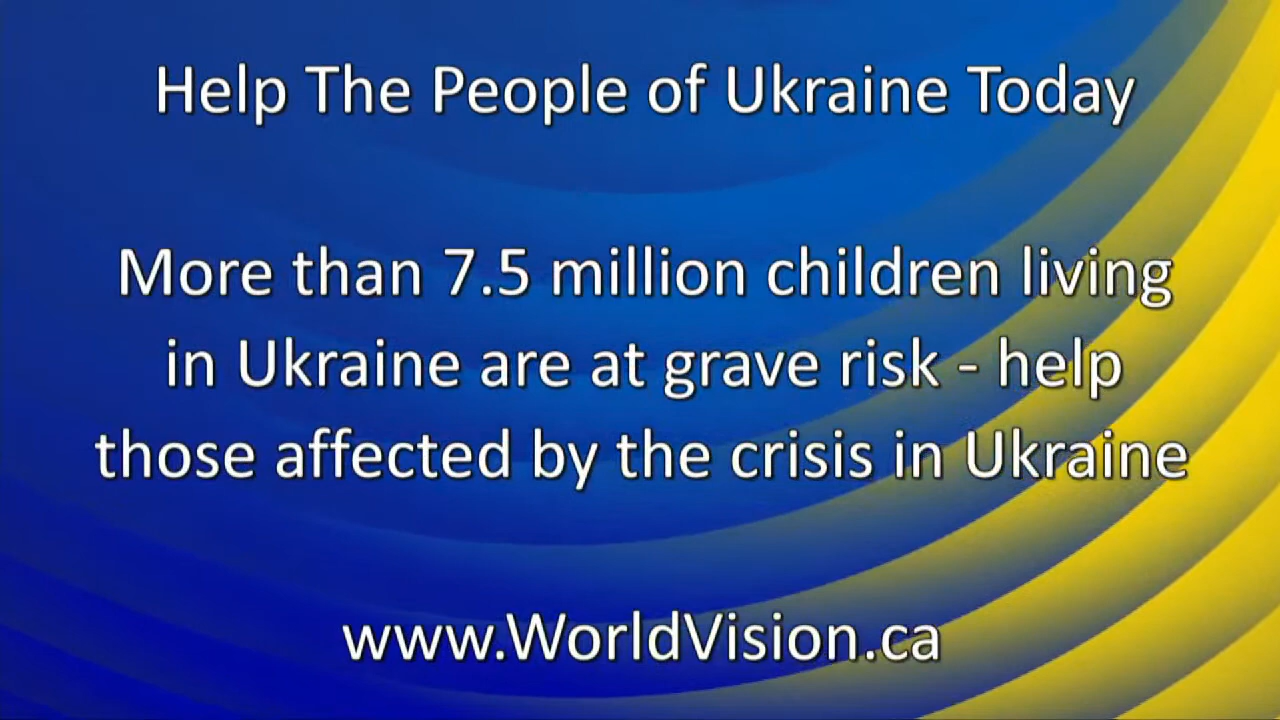 Help The People of Ukraine Today
More than 7.5 million children living
in Ukraine are at grave risk - help
those affected by the crisis in Ukraine
www.WorldVision.ca